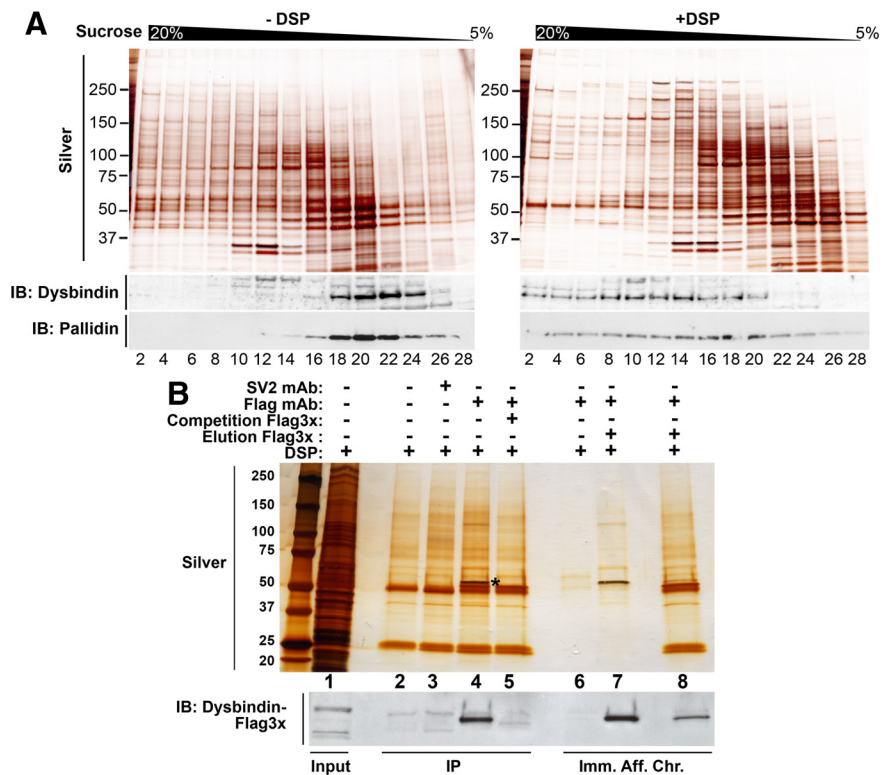 A
- DSP
+DSP
Sucrose 20% 5% 20% 5%
Silver
250
150
100
75
50
37
250
150
100
75
50
37
IB: Dysbindin
IB: Pallidin
2 4 6 8 10 12 14 16 18 20 22 24 26 28
2 4 6 8 10 12 14 16 18 20 22 24 26 28
B
SV2 mAb: - - + - - - - -
Flag mAb: - - - + + + + +
Competition Flag3x: - - - - + - - -
Elution Flag3x : - - - - - - + +
DSP: + + + + + + + +
Silver
250
150
100
75
50
37
25
20
*
1 2 3 4 5 6 7 8
IB: Dysbindin-
Flag3x
Input IP Imm. Aff. Chr.